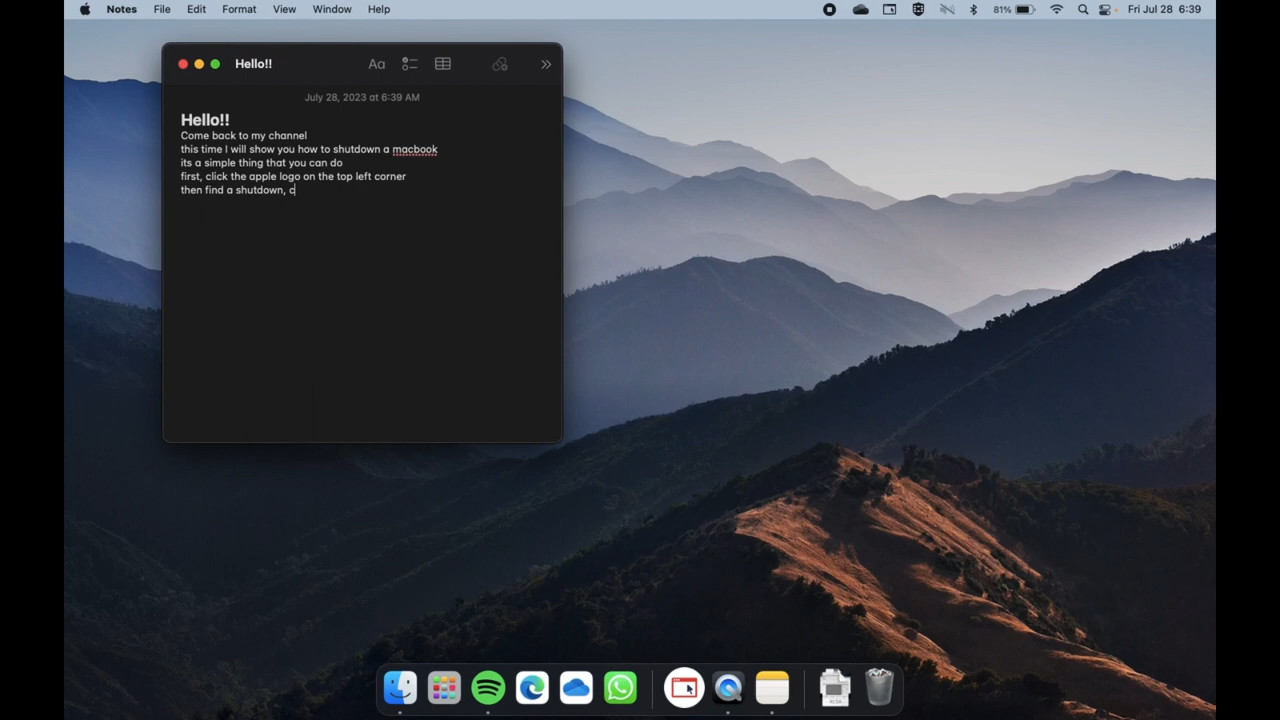 Notes File Edit Format View Window Help 81% Fri Jul 28 6:39
Hello!!
Aa
July 28, 2023 at 6:39 AM
Hello!!
Come back to my channel
this time I will show you how to shutdown a macbook
its a simple thing that you can do
first, click the apple logo on the top left corner
then find a shutdown, c